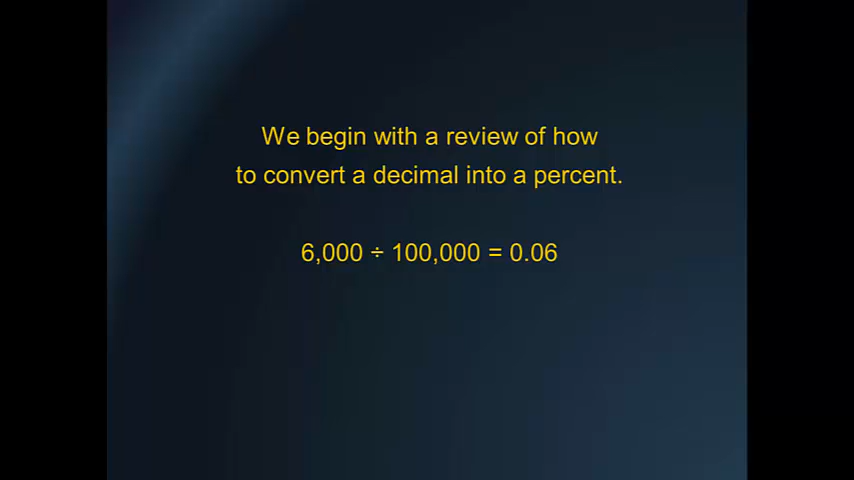 We begin with a review of how
to convert a decimal into a percent.
6,000 ÷ 100,000 = 0.06